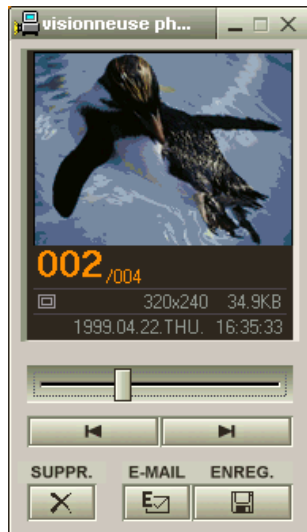 visionneuse ph...
002/004
320x240 34.9KB
1999.04.22.THU. 16:35:33
SUPPR. E-MAIL ENREG.
E